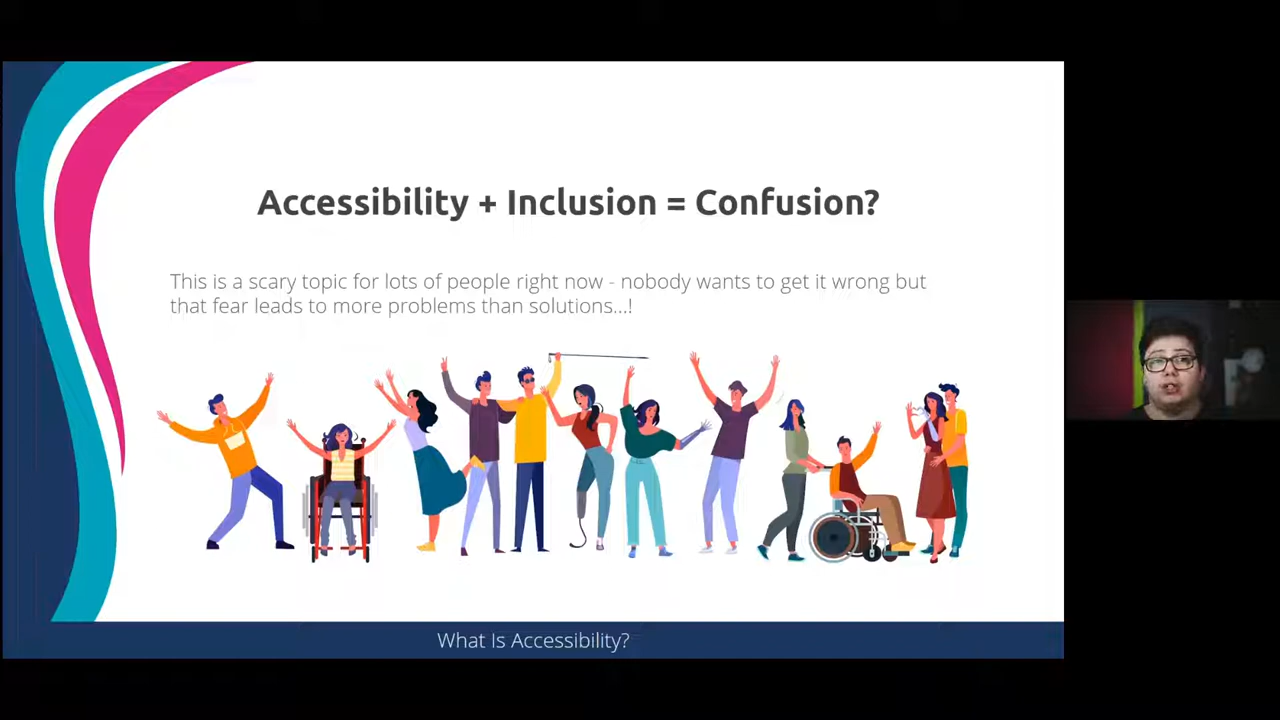 Accessibility + Inclusion = Confusion?
This is a scary topic for lots of people right now - nobody wants to get it wrong but
that fear leads to more problems than solutions...!
What Is Accessibility?